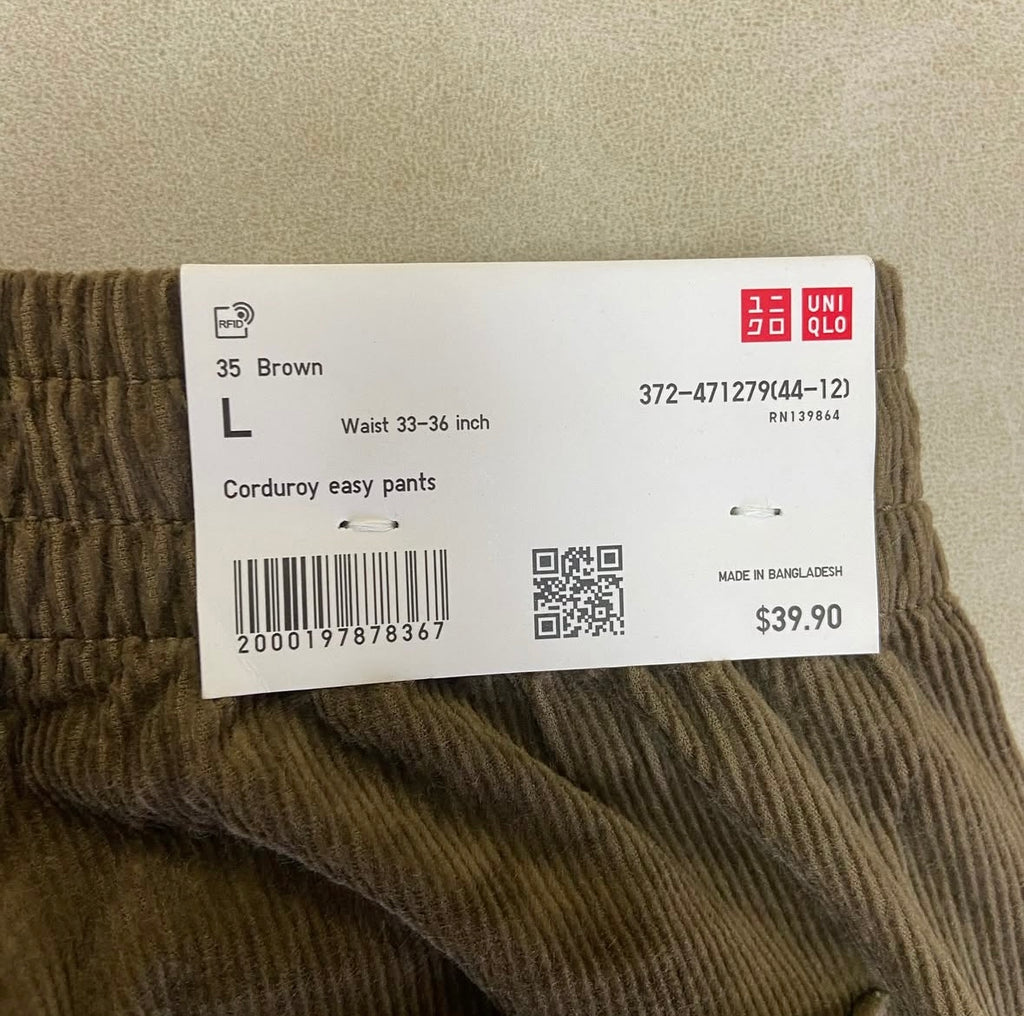 RFID
ユニ
クロ
UNI
QLO
35 Brown
372-471279(44-12)
RN139864
L
Waist 33-36 inch
Corduroy easy pants
MADE IN BANGLADESH
$39.90
2000197878367